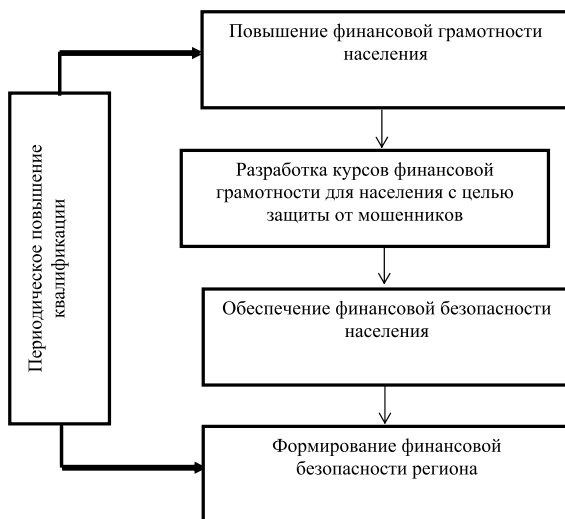 Повышение финансовой грамотности
населения
Периодическое повышение
квалификации
Разработка курсов финансовой
грамотности для населения с целью
защиты от мошенников
Обеспечение финансовой безопасности
населения
Формирование финансовой
безопасности региона